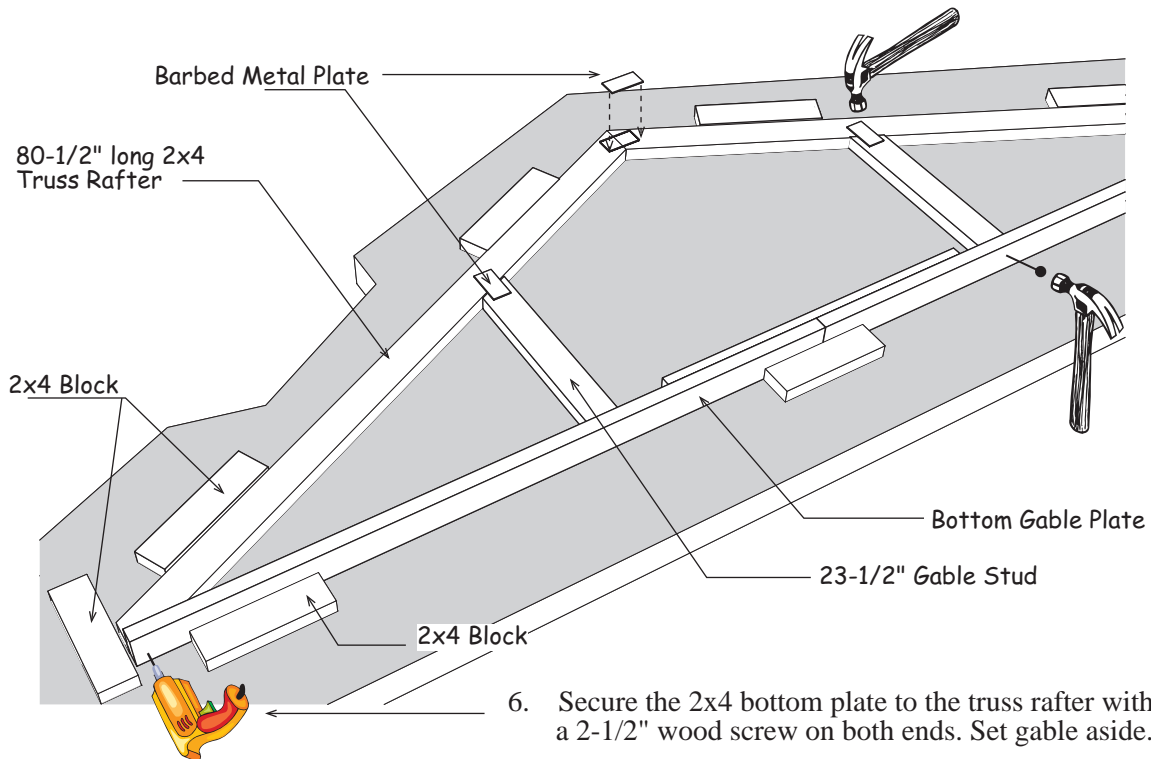 Barbed Metal Plate
80-1/2" long 2x4
Truss Rafter
2x4 Block
Bottom Gable Plate
23-1/2" Gable Stud
2x4 Block
6. Secure the 2x4 bottom plate to the truss rafter with
a 2-1/2" wood screw on both ends. Set gable aside.